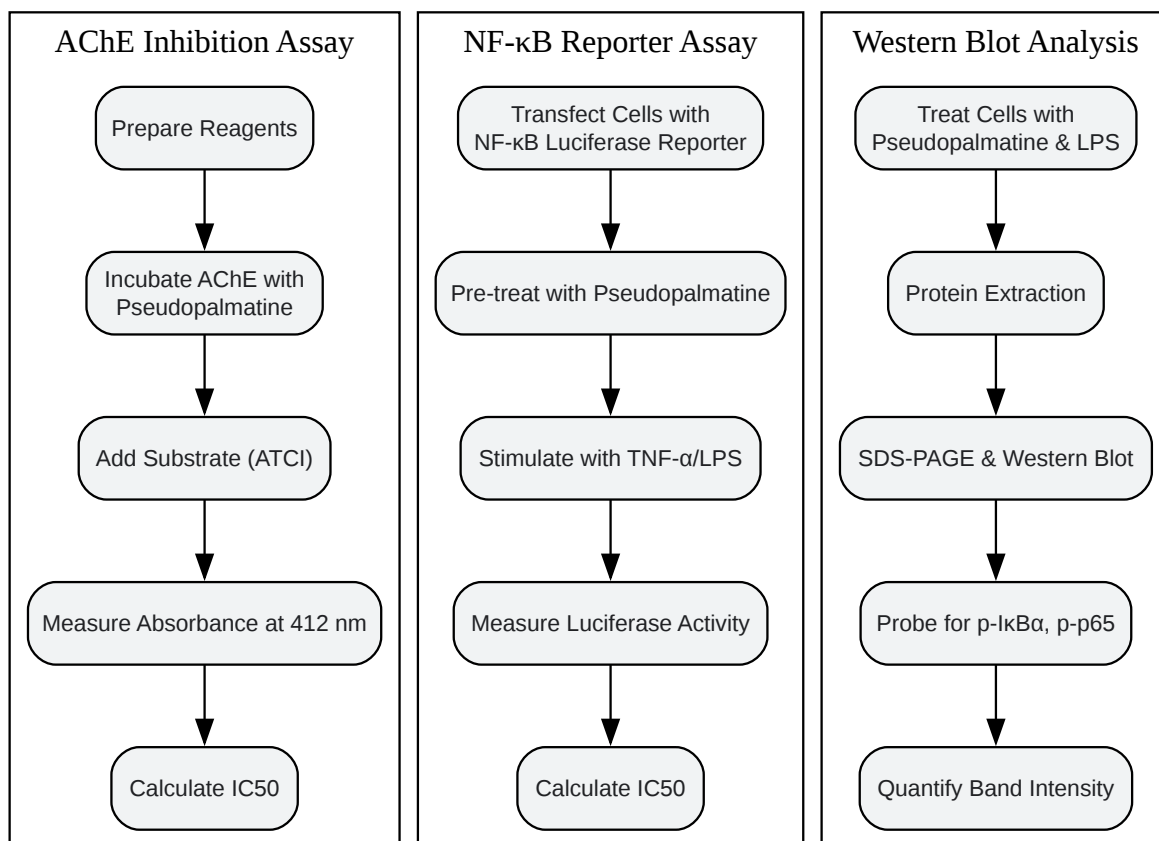 AChE Inhibition Assay
Prepare Reagents
Incubate AChE with
Pseudopalmatine
Add Substrate (ATCI)
Measure Absorbance at 412 nm
Calculate IC50
NF-κB Reporter Assay
Transfect Cells with
NF-κB Luciferase Reporter
Pre-treat with Pseudopalmatine
Stimulate with TNF-α/LPS
Measure Luciferase Activity
Calculate IC50
Western Blot Analysis
Treat Cells with
Pseudopalmatine & LPS
Protein Extraction
SDS-PAGE & Western Blot
Probe for p-IκBα, p-p65
Quantify Band Intensity